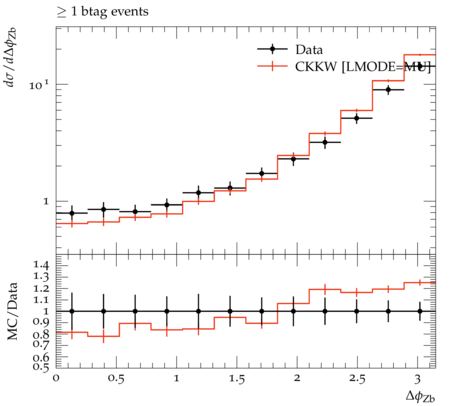 ≥ 1 btag events
dσ/dΔϕZb
Data
CKKW [LMODE=MU]
10 1
1
MC/Data
1.4
1.3
1.2
1.1
1
0.9
0.8
0.7
0.6
0.5
0 0.5 1 1.5 2 2.5 3
ΔϕZb